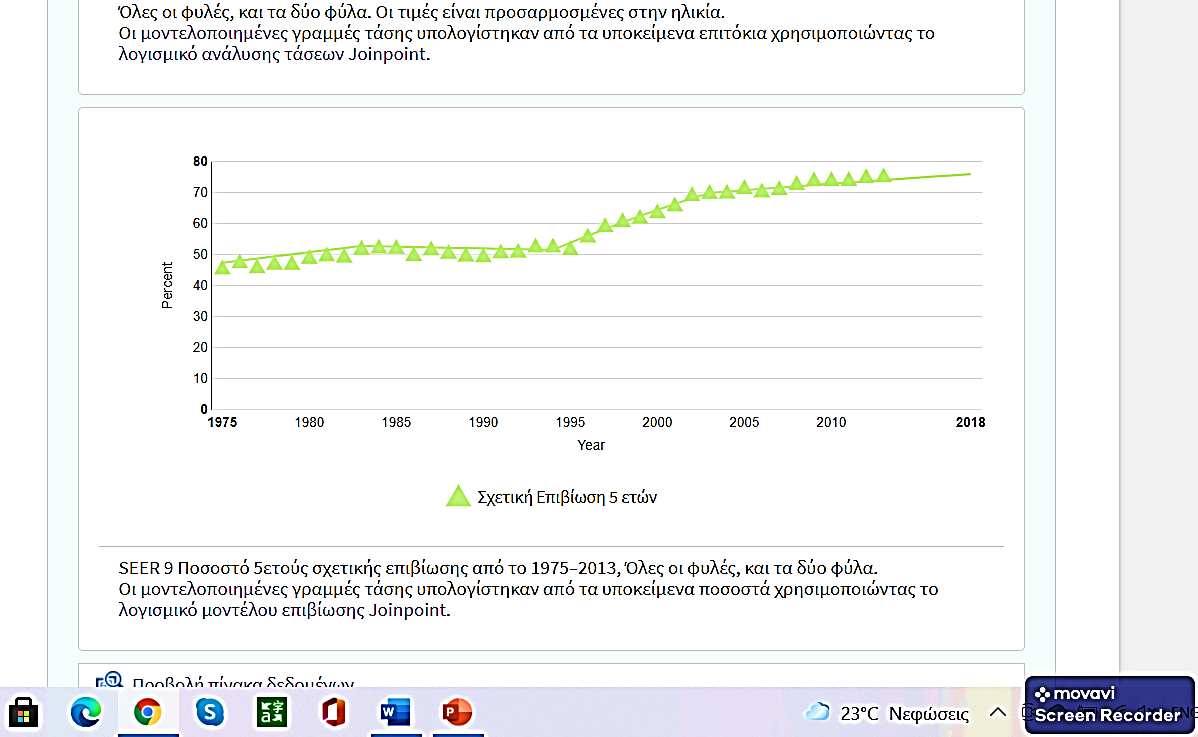 Όλες οι φυλές, και τα δύο φύλα. Οι τιμές είναι προσαρμοσμένες στην ηλικία.
Οι μοντελοποιημένες γραμμές τάσης υπολογίστηκαν από τα υποκείμενα επιτόκια χρησιμοποιώντας το
λογισμικό ανάλυσης τάσεων Joinpoint.
80
70
60
50
40
30
20
10
0
Percent
1975 1980 1985 1990 1995 2000 2005 2010 2018
Year
Σχετική Επιβίωση 5 ετών
SEER 9 Ποσοστό 5ετούς σχετικής επιβίωσης από το 1975–2013, Όλες οι φυλές, και τα δύο φύλα.
Οι μοντελοποιημένες γραμμές τάσης υπολογίστηκαν από τα υποκείμενα ποσοστά χρησιμοποιώντας το
λογισμικό μοντέλου επιβίωσης Joinpoint.
Προβολή πίνακα δεδομένων
23°C Νεφώσεις
movavi
Screen Recorder